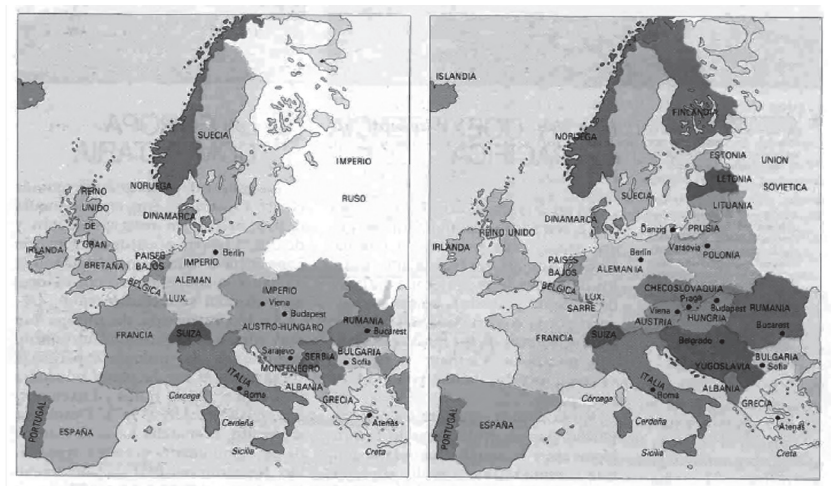 SUECIA
IMPERIO
RUSO
NORUEGA
REINO
UNIDO
DE
GRAN
BRETAÑA
IRLANDA
DINAMARCA
PAISES
BAJOS
BELGICA
LUX.
Berlín
IMPERIO
ALEMAN
IMPERIO
Viena
Budapest
AUSTRO-HUNGARO
FRANCIA
SUIZA
RUMANIA
Bucarest
Sarajevo
SERBIA
MONTENEGRO
BULGARIA
Sofia
ITALIA
Roma
ALBANIA
GRECIA
Atenas
Córcega
Cerdeña
Sicilia
Creta
PORTUGAL
ESPAÑA
ISLANDIA
FINLANDIA
NORUEGA
SUECIA
ESTONIA
UNION
SOVIETICA
LETONIA
LITUANIA
DINAMARCA
REINO UNIDO
IRLANDA
Danzig
PRUSIA
Varsovia
POLONIA
Berlín
ALEMANIA
PAISES
BAJOS
BELGICA
LUX.
SARRE
CHECOSLOVAQUIA
Praga
Viena
Budapest
AUSTRIA
HUNGRIA
RUMANIA
Bucarest
FRANCIA
SUIZA
Belgrado
YUGOSLAVIA
BULGARIA
Sofia
ITALIA
Roma
ALBANIA
GRECIA
Atenas
Córcega
Cerdeña
Sicilia
Creta
PORTUGAL
ESPAÑA